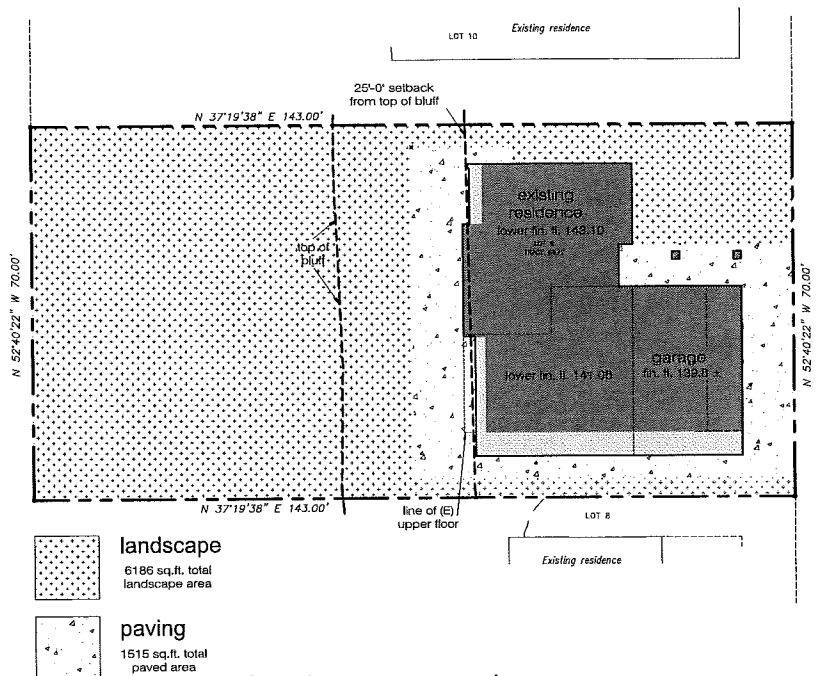 LOT 10
Existing residence
25'-0" setback
from top of bluff
N 37°19'38" E 143.00'
existing
residence
lower fin. fl. 143.10
top of
bluff
N 52°40'22" W 70.00'
N 52°40'22" W 70.00'
garage
lower fin. fl. 141.08
fin. fl. 139.8
N 37°19'38" E 143.00'
line of (E)
upper floor
LOT 8
Existing residence
landscape
6186 sq.ft. total
landscape area
paving
1515 sq.ft. total
paved area